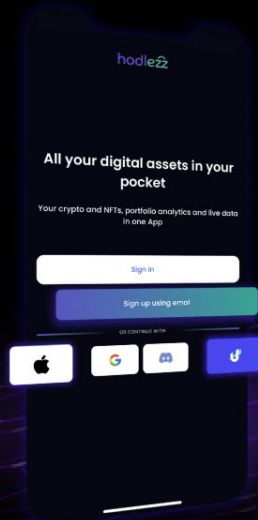 hodlezz
All your digital assets in your
pocket
Your crypto and NFTs, portfolio analytics and live data
in one App
Sign in
Sign up using emal
OR CONTINUE WITH